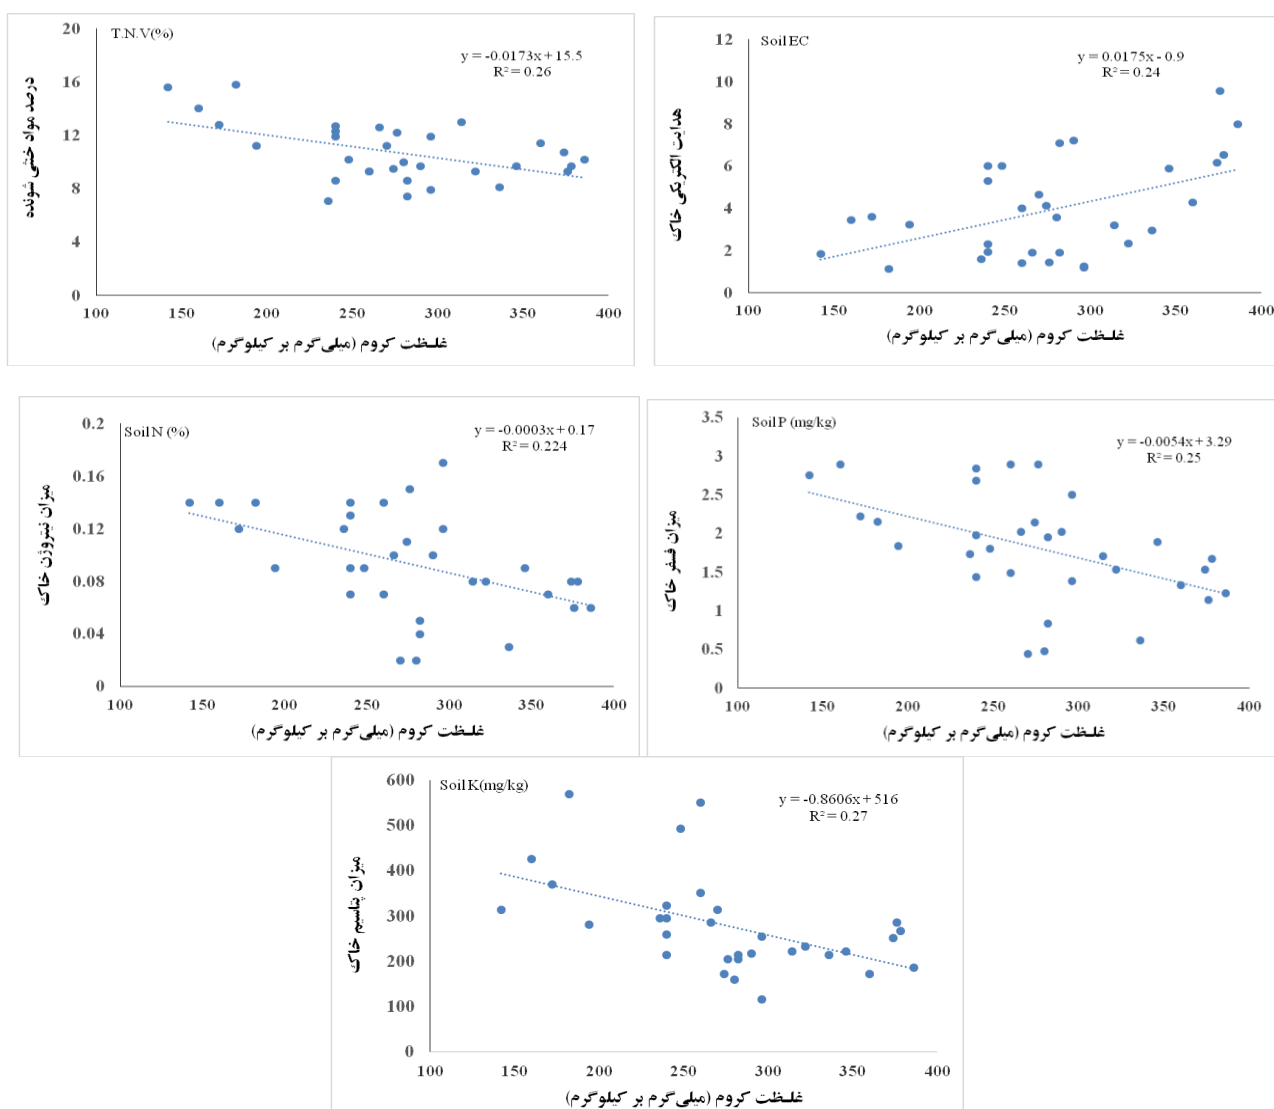 T.N.V(%)
y = -0.0173x + 15.5
R² = 0.26
درصد مواد خنثی شونده
20
16
12
8
4
0
100 150 200 250 300 350 400
غلـظت کروم (میلی‌گرم بر کیلوگرم)
Soil EC
y = 0.0175x - 0.9
R² = 0.24
هدایت الکتریکی خاک
12
10
8
6
4
2
0
100 150 200 250 300 350 400
غلـظت کروم (میلی‌گرم بر کیلوگرم)
Soil N (%)
y = -0.0003x + 0.17
R² = 0.224
میزان نیتروژن خاک
0.2
0.16
0.12
0.08
0.04
0
100 150 200 250 300 350 400
غلـظت کروم (میلی‌گرم بر کیلوگرم)
Soil P (mg/kg)
y = -0.0054x + 3.29
R² = 0.25
میزان فسفر خاک
3.5
3
2.5
2
1.5
1
0.5
0
100 150 200 250 300 350 400
غلـظت کروم (میلی‌گرم بر کیلوگرم)
Soil K(mg/kg)
y = -0.8606x + 516
R² = 0.27
میزان پتاسیم خاک
600
500
400
300
200
100
0
100 150 200 250 300 350 400
غلـظت کروم (میلی‌گرم بر کیلوگرم)